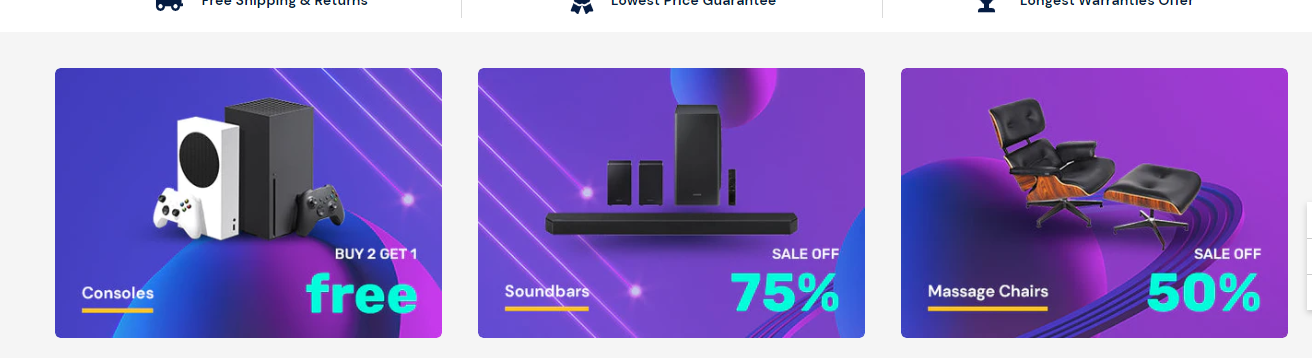 Free Shipping & Returns
Lowest Price Guarantee
Longest Warranties Offer
BUY 2 GET 1
free
Consoles
SALE OFF
75%
Soundbars
SALE OFF
50%
Massage Chairs